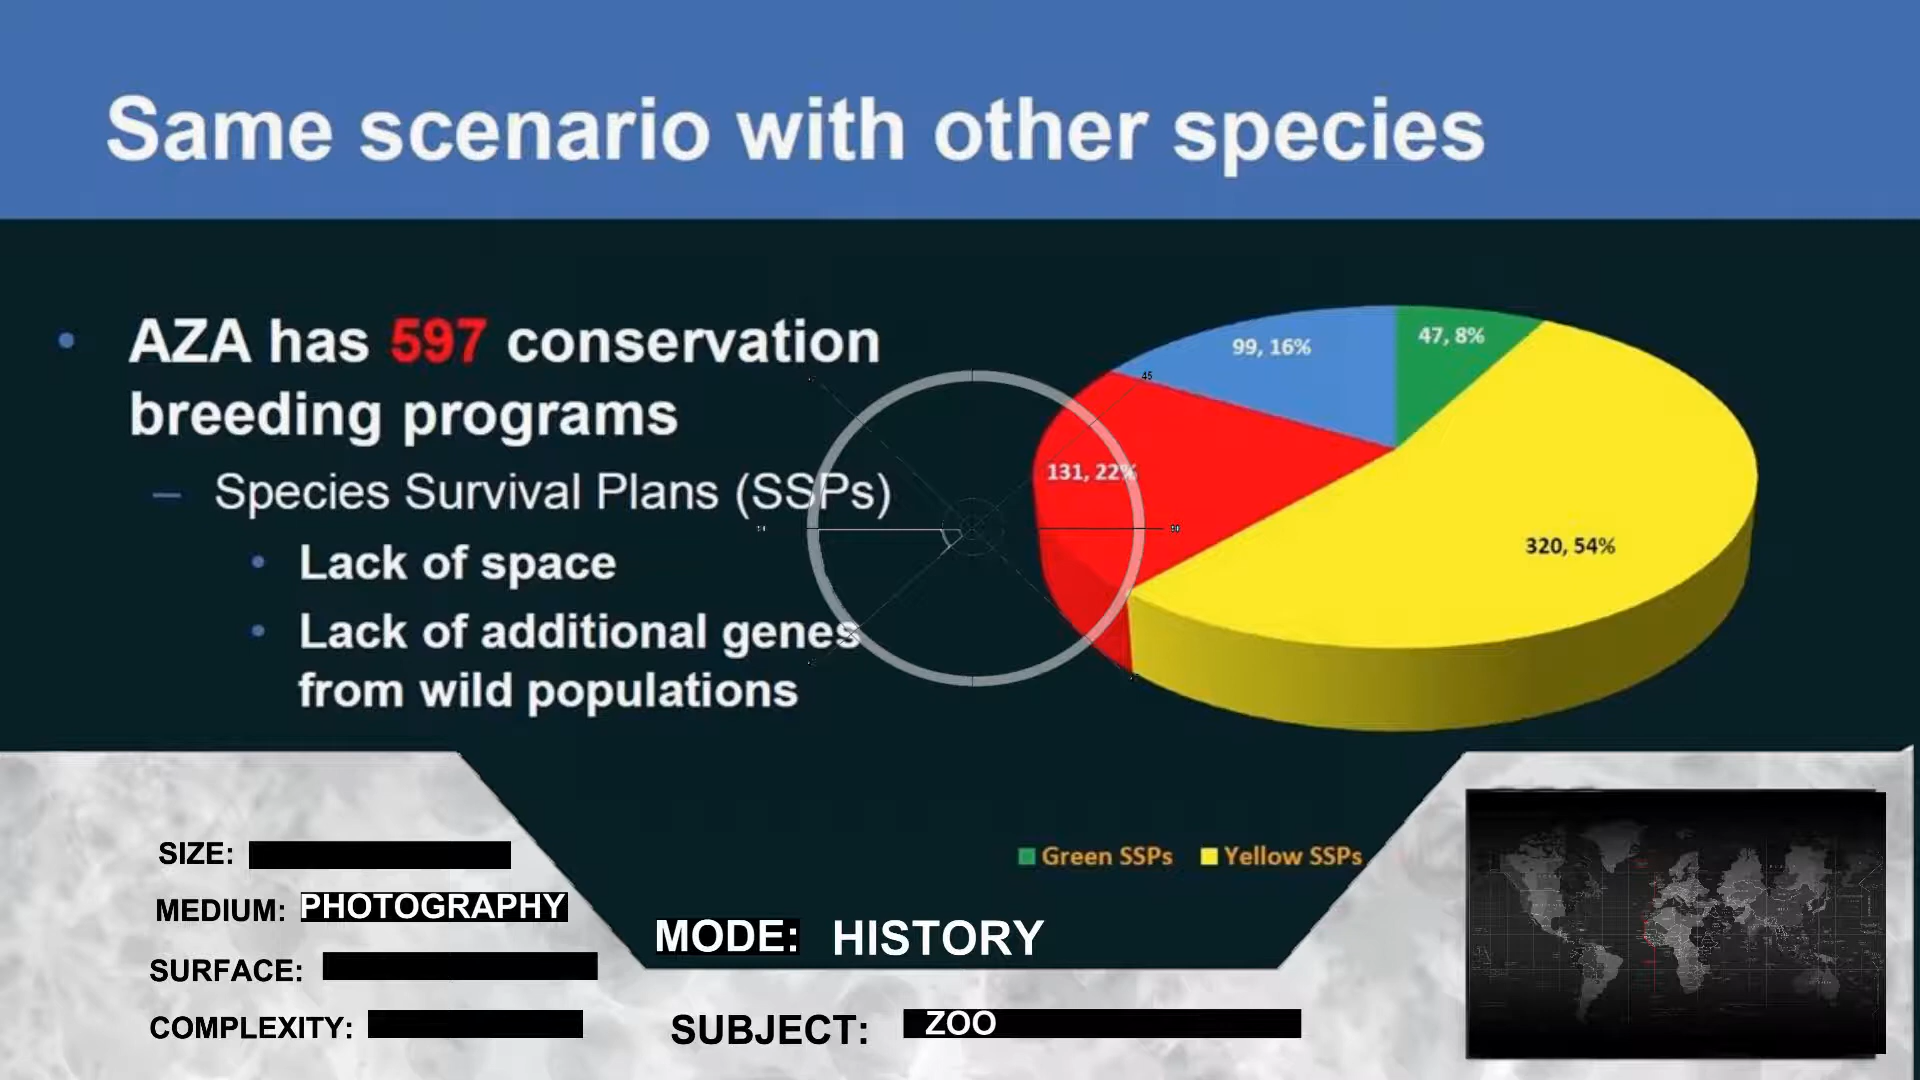 Same scenario with other species
• AZA has 597 conservation
breeding programs
– Species Survival Plans (SSPs)
• Lack of space
• Lack of additional genes
from wild populations
99, 16%
47, 8%
131, 22%
320, 54%
45
90
Green SSPs
Yellow SSPs
SIZE:
MEDIUM: PHOTOGRAPHY
SURFACE:
COMPLEXITY:
MODE: HISTORY
SUBJECT: ZOO